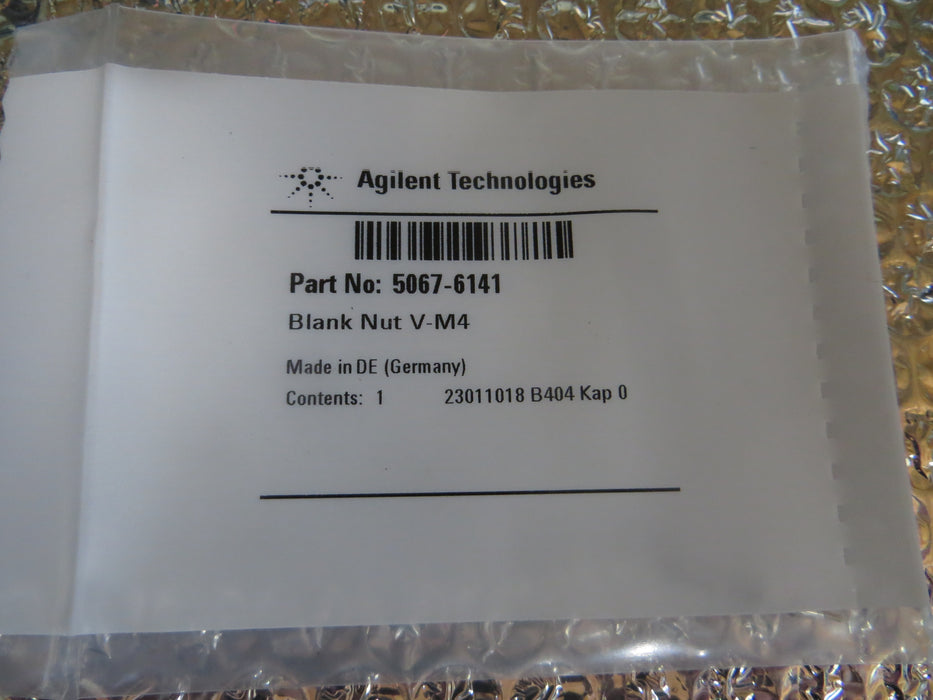 Agilent Technologies
Part No: 5067-6141
Blank Nut V-M4
Made in DE (Germany)
Contents: 1 23011018 B404 Kap 0